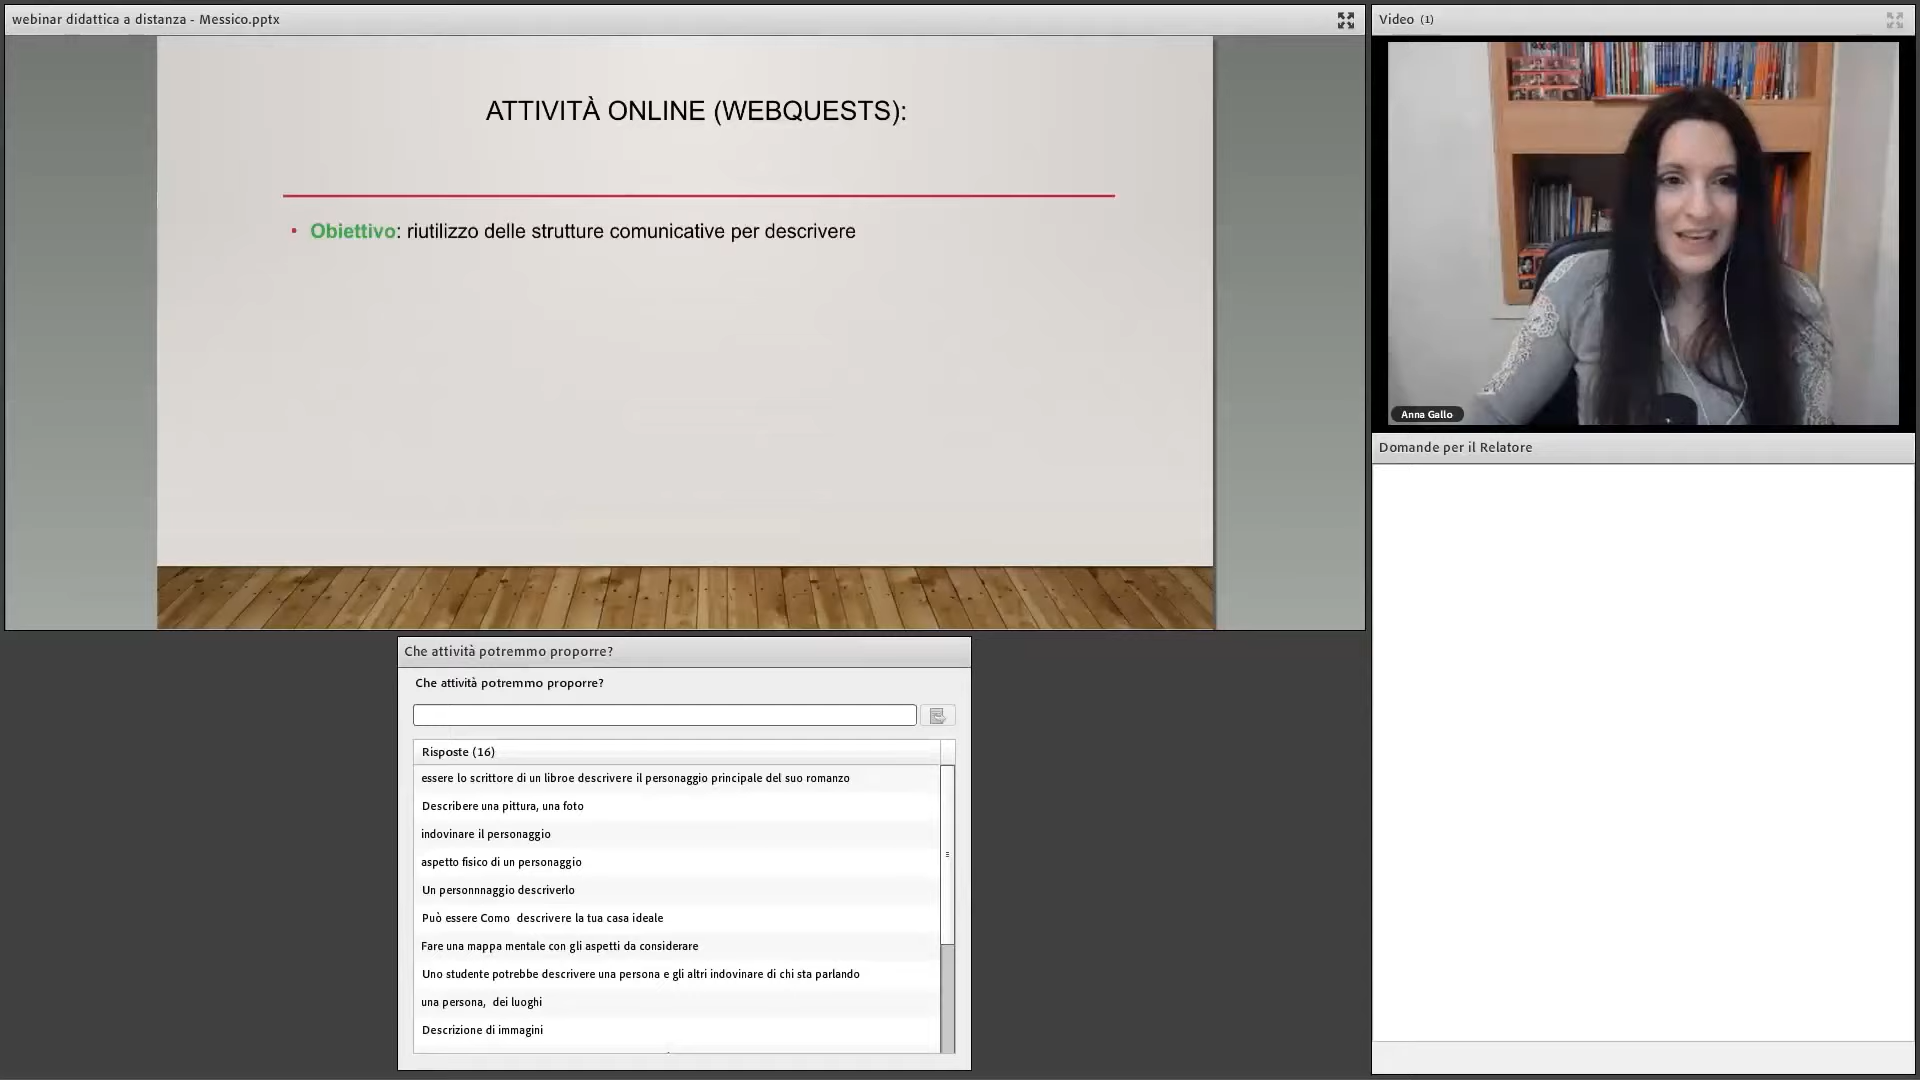 webinar didattica a distanza - Messico.pptx
ATTIVITÀ ONLINE (WEBQUESTS):
• Obiettivo: riutilizzo delle strutture comunicative per descrivere
Video (1)
Anna Gallo
Domande per il Relatore
Che attività potremmo proporre?
Che attività potremmo proporre?
Risposte (16)
essere lo scrittore di un libroe descrivere il personaggio principale del suo romanzo
Describere una pittura, una foto
indovinare il personaggio
aspetto fisico di un personaggio
Un personnnaggio descriverlo
Può essere Como  descrivere la tua casa ideale
Fare una mappa mentale con gli aspetti da considerare
Uno studente potrebbe descrivere una persona e gli altri indovinare di chi sta parlando
una persona,  dei luoghi
Descrizione di immagini